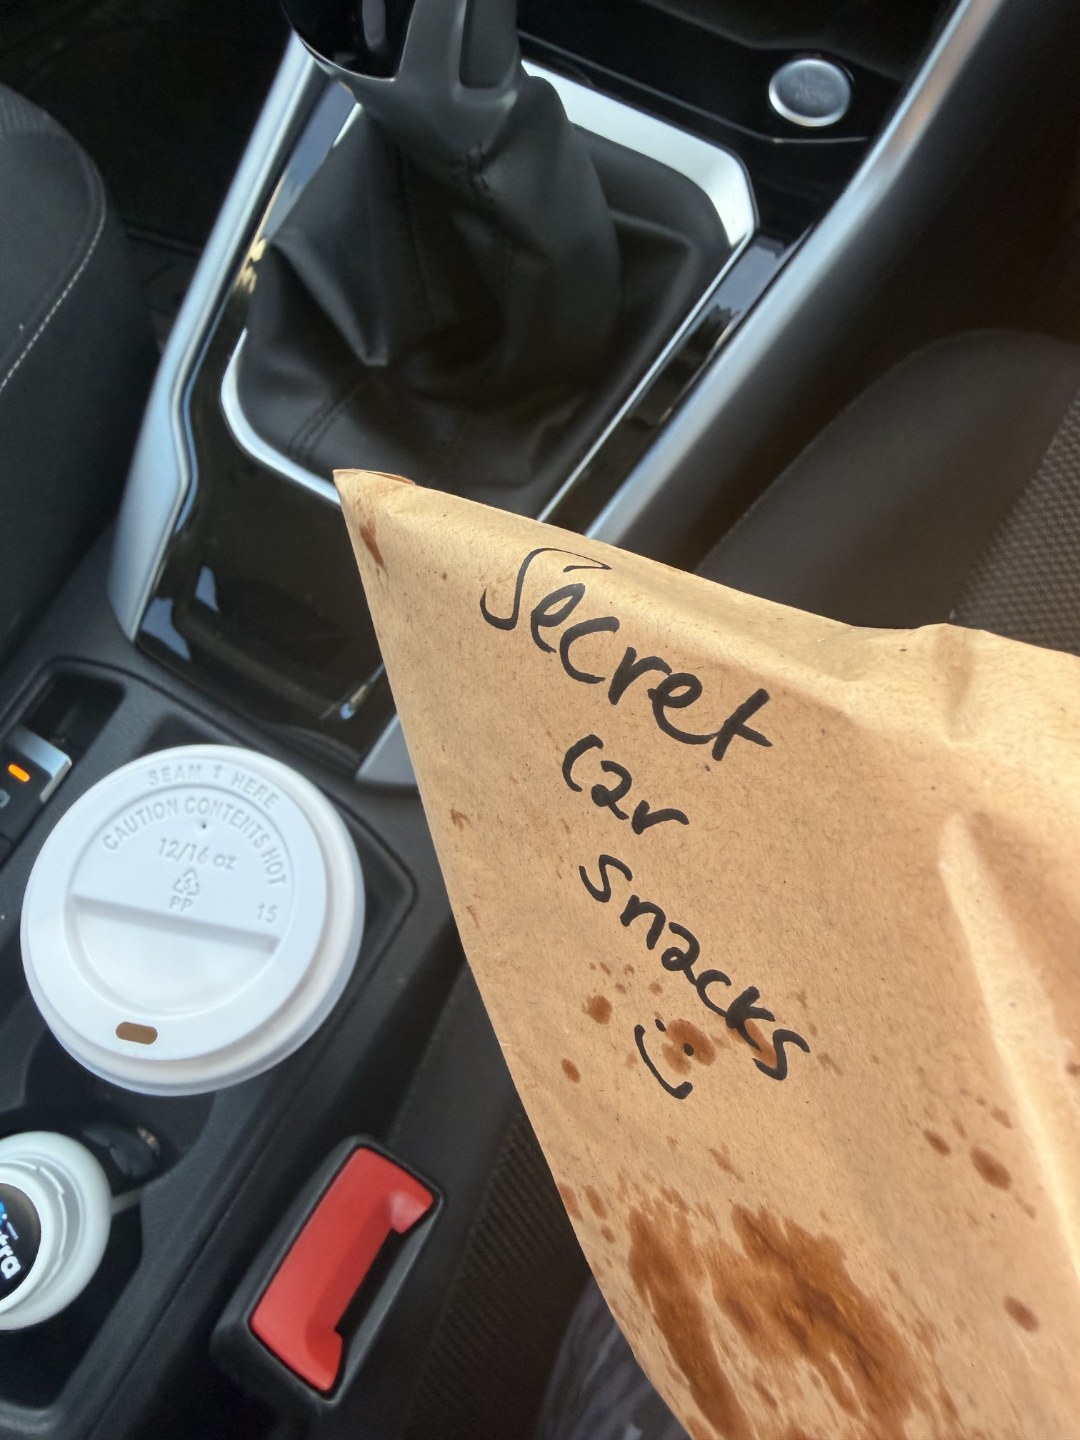 Secret
Car
snacks
:)
SEAM ↑ HERE
CAUTION CONTENTS HOT
12/16 oz
PP
15